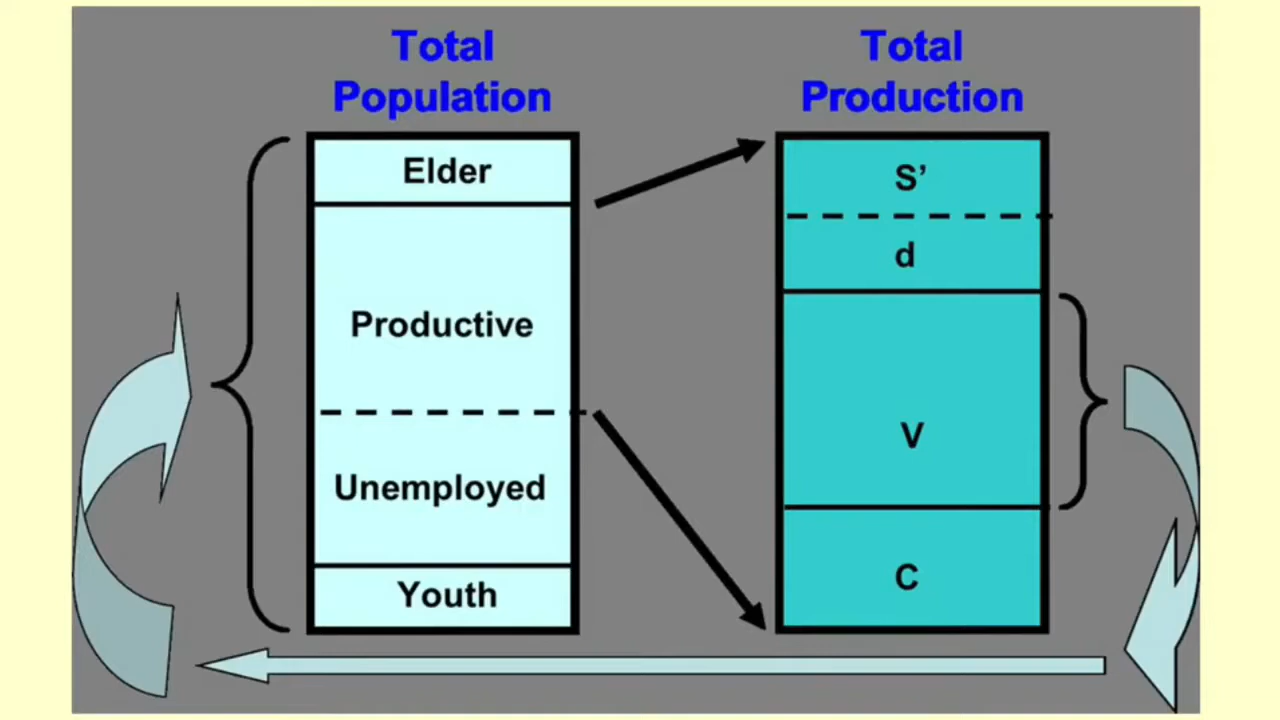 Total
Population
Total
Production
Elder
Productive
Unemployed
Youth
S’
d
V
C